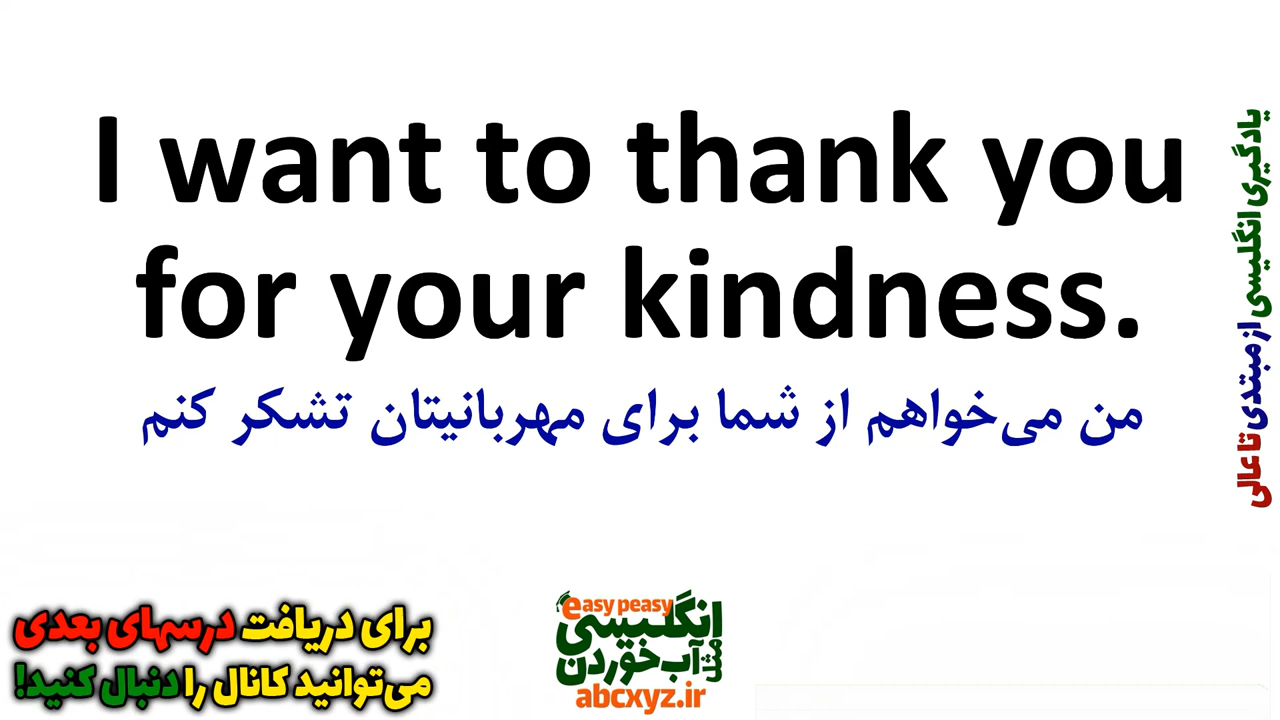 I want to thank you
for your kindness.
من می‌خواهم از شما برای مهربانیتان تشکر کنم
یادگیری انگلیسی از مبتدی تا عالی
برای دریافت درسهای بعدی
می‌توانید کانال را دنبال کنید!
easy peasy
انگلیسی
مثل آب خوردن
abcxyz.ir